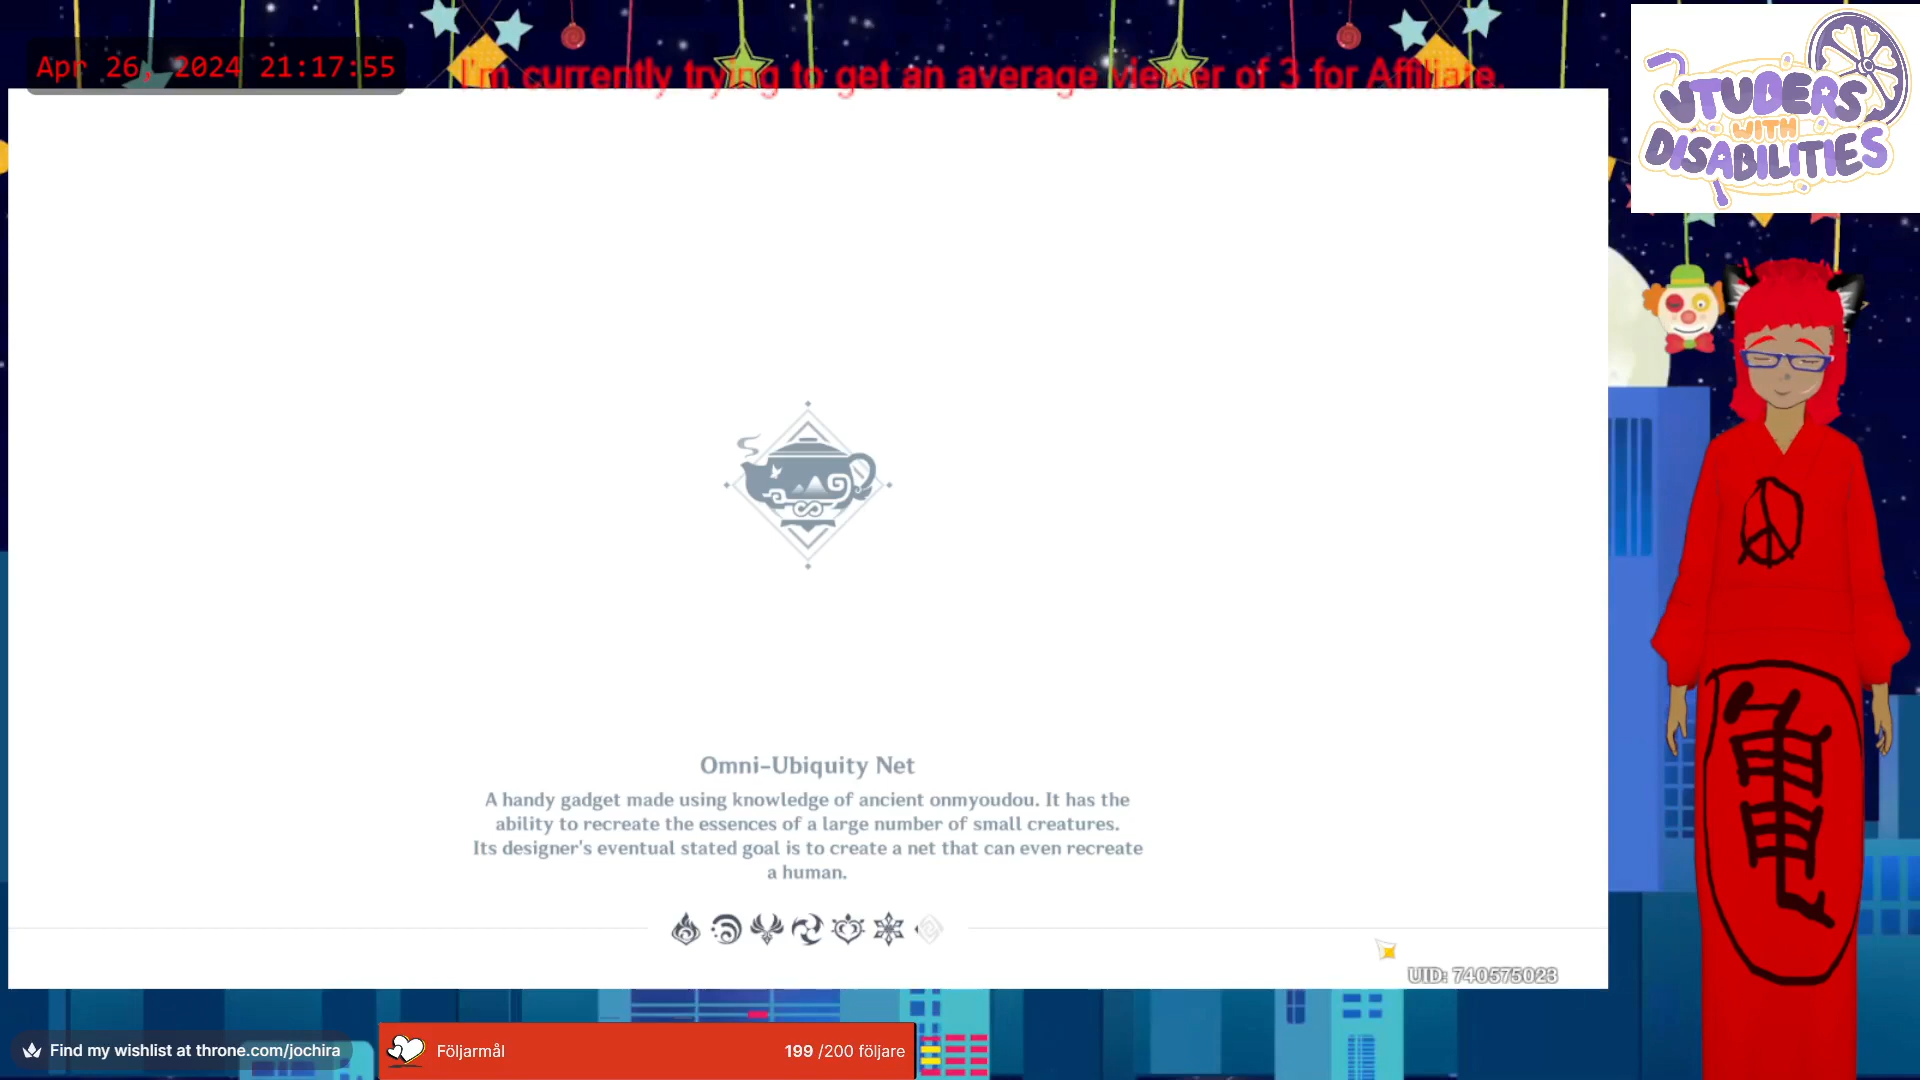 Apr 26, 2024 21:17:55
I'm currently trying to get an average viewer of 3 for Affiliate.
VTUBERS
WITH
DISABILITIES
Omni-Ubiquity Net
A handy gadget made using knowledge of ancient onmyoudou. It has the
ability to recreate the essences of a large number of small creatures.
Its designer's eventual stated goal is to create a net that can even recreate
a human.
UID: 740575023
Find my wishlist at throne.com/jochira
Följarmål
199 /200 följare